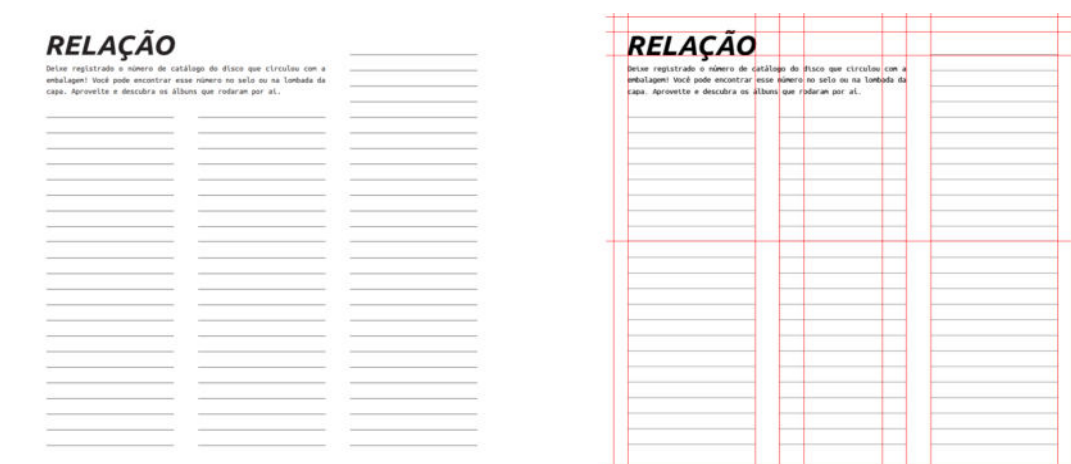 RELAÇÃO
Deixe registrado o número de catálogo do disco que circulou com a
embalagem! Você pode encontrar esse número no selo ou na lombada da
capa. Aproveite e descubra os álbuns que rodaram por aí.
RELAÇÃO
Deixe registrado o número de catálogo do disco que circulou com a
embalagem! Você pode encontrar esse número no selo ou na lombada da
capa. Aproveite e descubra os álbuns que rodaram por aí.